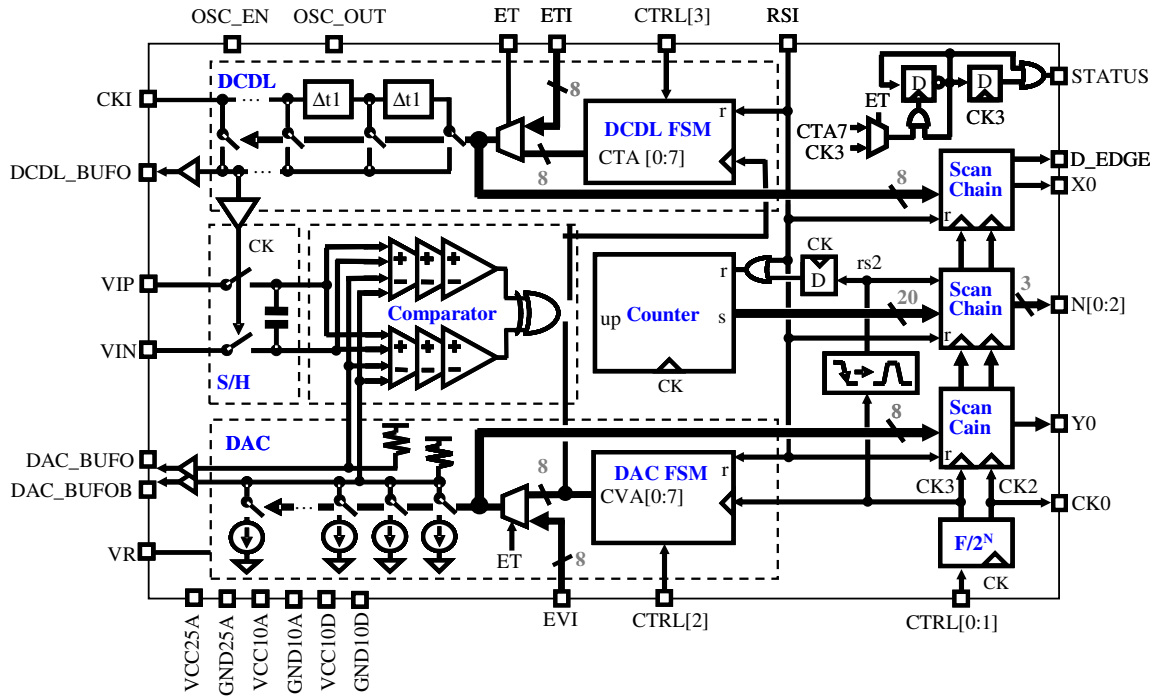 OSC_EN OSC_OUT ET ETI CTRL[3] RSI
DCDL
CKI
Δt1 Δt1
8
DCDL FSM
r
CTA [0:7]
8
ET
D D
CK3
CTA7
CK3
STATUS
DCDL_BUFO
8
Scan
Chain
r
D_EDGE
X0
CK
VIP
VIN
S/H
+ + +
− − −
Comparator
+ + +
− − −
r
up Counter s
CK
CK
D
rs2
20
Scan
Chain
r
3
N[0:2]
DAC
DAC_BUFO
DAC_BUFOB
VR
8
DAC FSM
r
CVA[0:7]
ET
8
8
Scan
Cain
r
Y0
CK3 CK2
CK0
F/2N
CK
VCC25A
GND25A
VCC10A
GND10A
VCC10D
GND10D
EVI CTRL[2] CTRL[0:1]